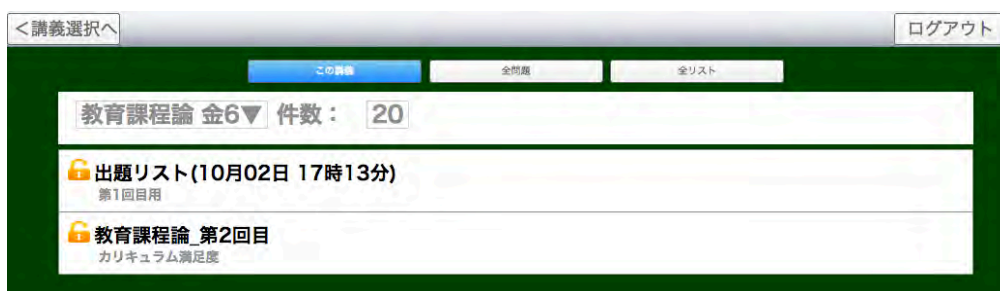 <講義選択へ ログアウト
この講義 全問題 全リスト
教育課程論 金6▼ 件数： 20
出題リスト(10月02日 17時13分)
第1回目用
教育課程論_第2回目
カリキュラム満足度